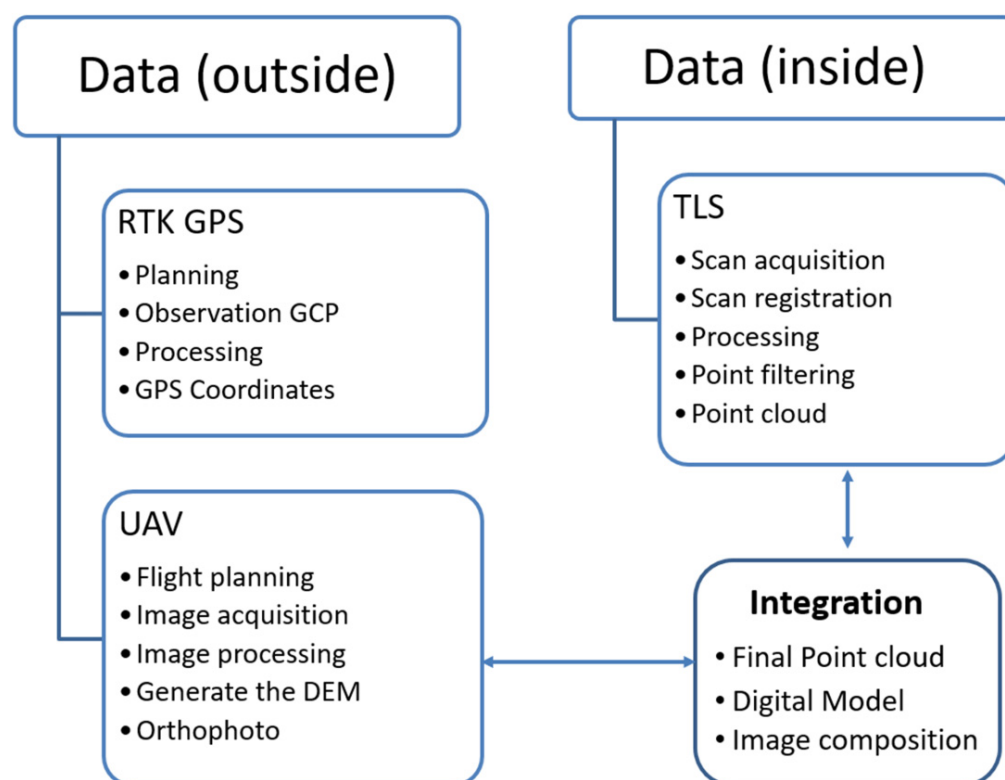 Data (outside)
RTK GPS
• Planning
• Observation GCP
• Processing
• GPS Coordinates
UAV
• Flight planning
• Image acquisition
• Image processing
• Generate the DEM
• Orthophoto
Data (inside)
TLS
• Scan acquisition
• Scan registration
• Processing
• Point filtering
• Point cloud
Integration
• Final Point cloud
• Digital Model
• Image composition